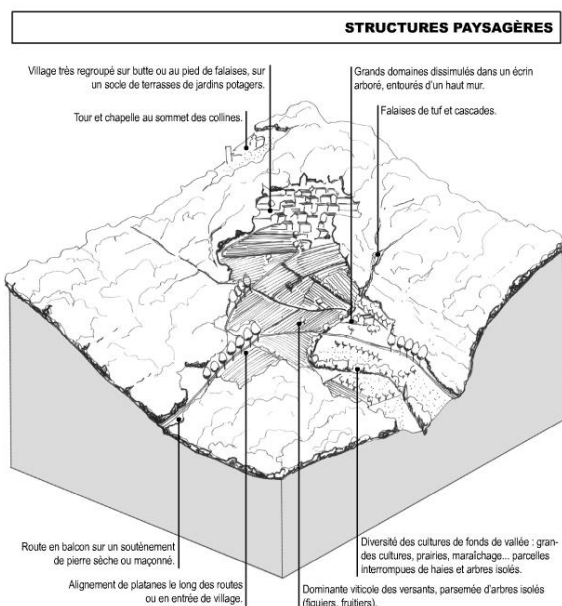 STRUCTURES PAYSAGÈRES
Village très regroupé sur butte ou au pied de falaises, sur
un socle de terrasses de jardins potagers.
Tour et chapelle au sommet des collines.
Grands domaines dissimulés dans un écrin
arboré, entourés d'un haut mur.
Falaises de tuf et cascades.
Route en balcon sur un soutènement
de pierre sèche ou maçonné.
Alignement de platanes le long des routes
ou en entrée de village.
Diversité des cultures de fonds de vallée : gran-
des cultures, prairies, maraîchage... parcelles
interrompues de haies et arbres isolés.
Dominante viticole des versants, parsemée d'arbres isolés
(figuiers, fruitiers).